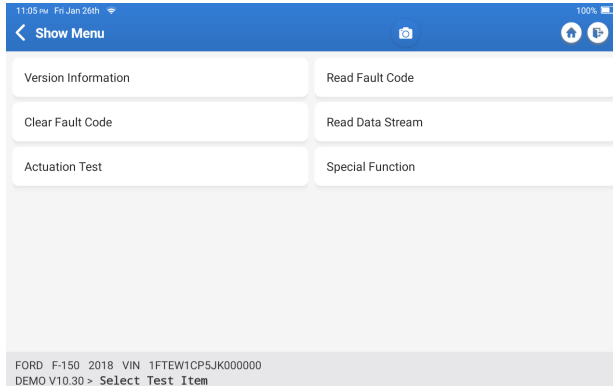 11:05 PM Fri Jan 26th 100%
Show Menu
Version Information Read Fault Code
Clear Fault Code Read Data Stream
Actuation Test Special Function
FORD F-150 2018 VIN 1FTEW1CP5JK000000
DEMO V10.30 > Select Test Item